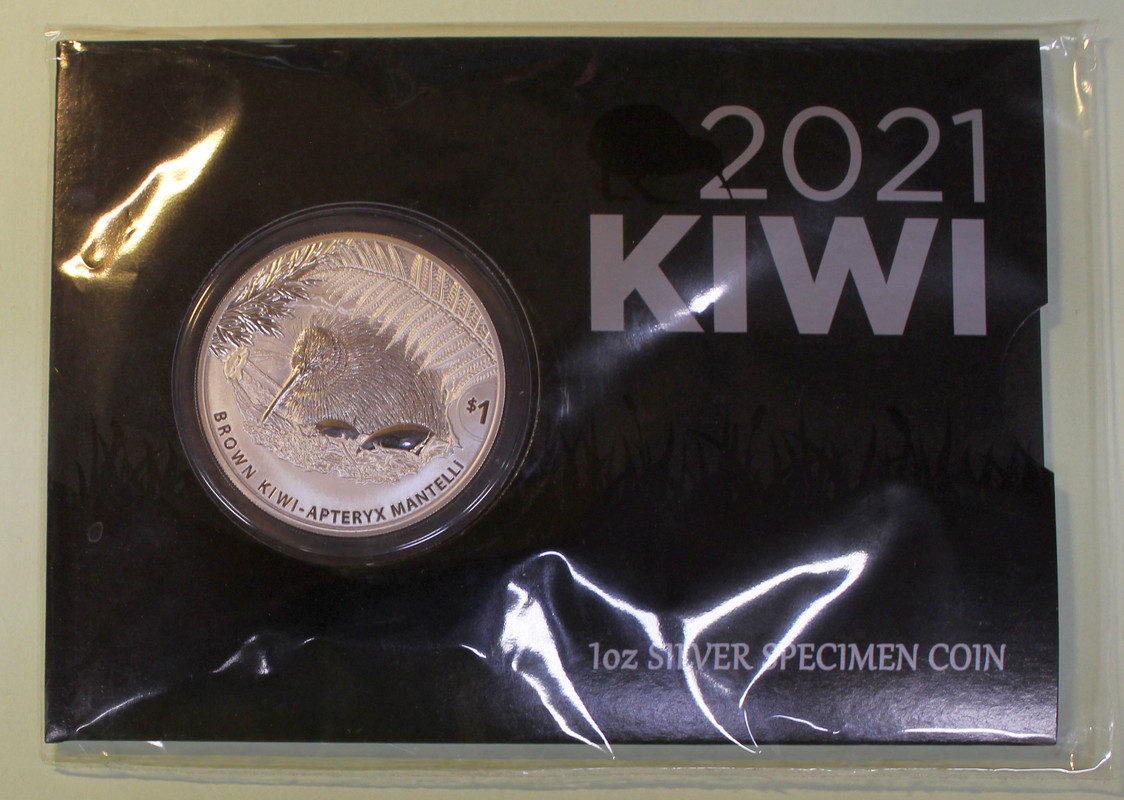 2021
KIWI
$1
BROWN KIWI-APTERYX MANTELLI
1oz SILVER SPECIMEN COIN